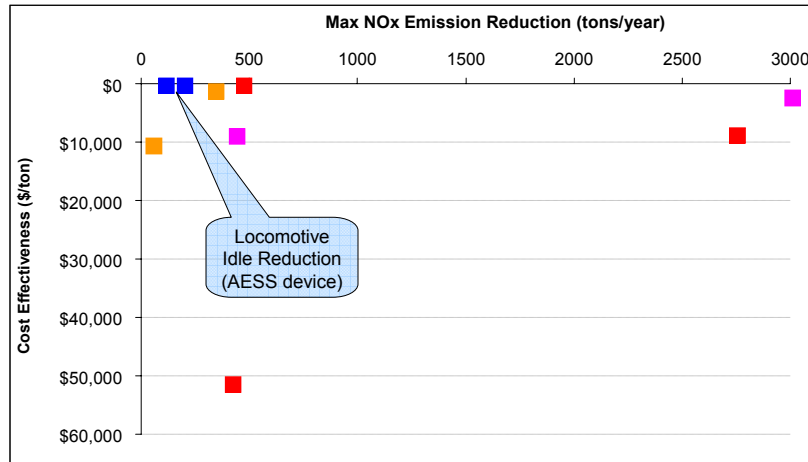 Max NOx Emission Reduction (tons/year)
0 500 1000 1500 2000 2500 3000
$0
$10,000
$20,000
$30,000
$40,000
$50,000
$60,000
Cost Effectiveness ($/ton)
Locomotive
Idle Reduction
(AESS device)